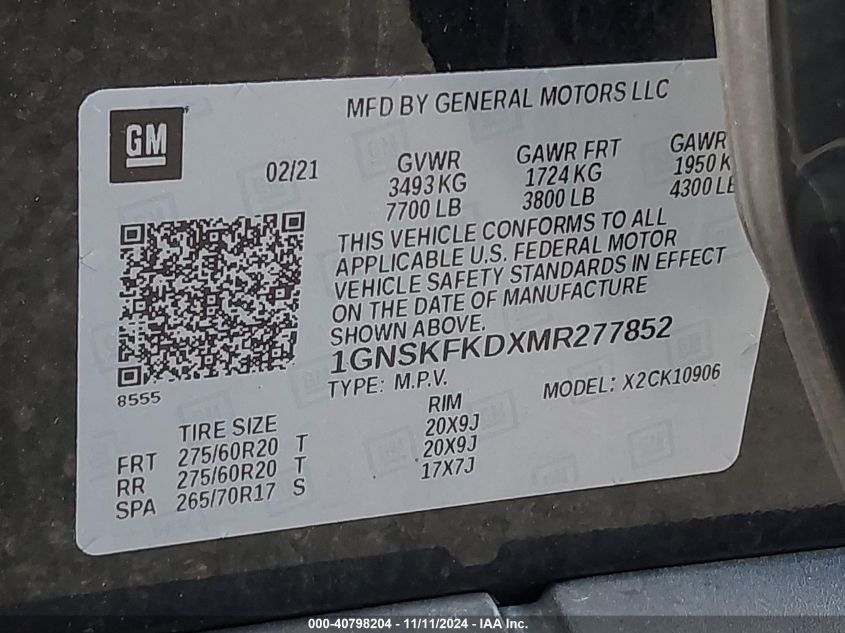 MFD BY GENERAL MOTORS LLC
GM
02/21
GVWR
3493 KG
7700 LB
GAWR FRT
1724 KG
3800 LB
GAWR
1950 K
4300 LB
THIS VEHICLE CONFORMS TO ALL
APPLICABLE U.S. FEDERAL MOTOR
VEHICLE SAFETY STANDARDS IN EFFECT
ON THE DATE OF MANUFACTURE
SHOWN ABOVE.
1GNSKFKDXMR277852
TYPE: M.P.V.
MODEL: X2CK10906
8555
TIRE SIZE RIM
FRT 275/60R20 T 20X9J
RR 275/60R20 T 20X9J
SPA 265/70R17 S 17X7J
000-40798204 - 11/11/2024 - IAA Inc.